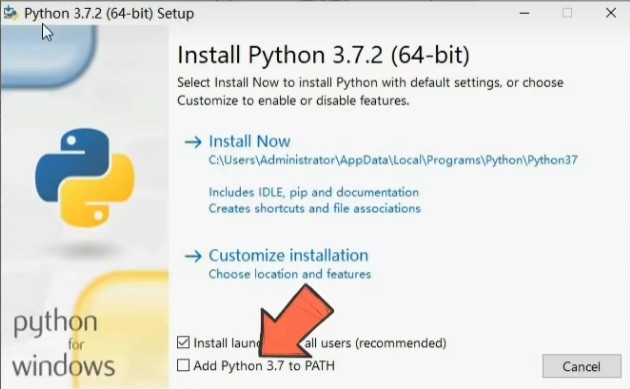 Python 3.7.2 (64-bit) Setup
Install Python 3.7.2 (64-bit)
Select Install Now to install Python with default settings, or choose
Customize to enable or disable features.
Install Now
C:\Users\Administrator\AppData\Local\Programs\Python\Python37
Includes IDLE, pip and documentation
Creates shortcuts and file associations
Customize installation
Choose location and features
python
for
windows
Install all users (recommended)
Add Python 3.7 to PATH
Cancel